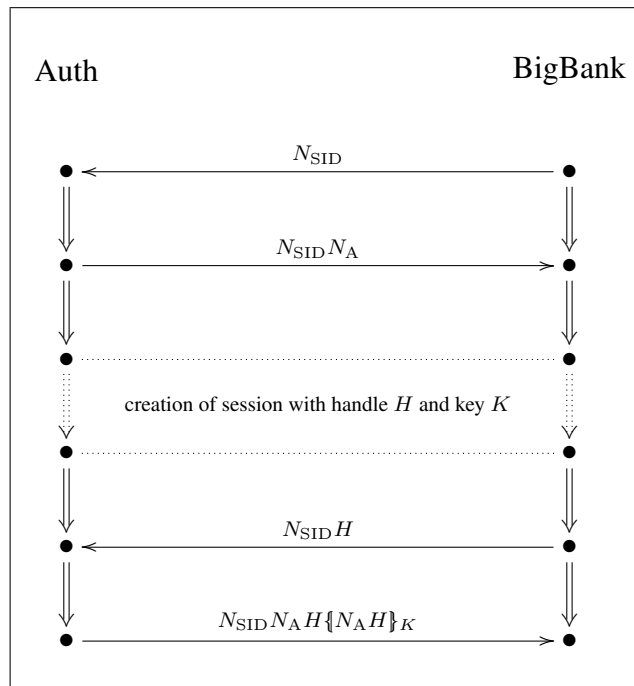 Auth BigBank
N_SID
N_SID N_A
creation of session with handle H and key K
N_SID H
N_SID N_A H{|N_A H|}_K